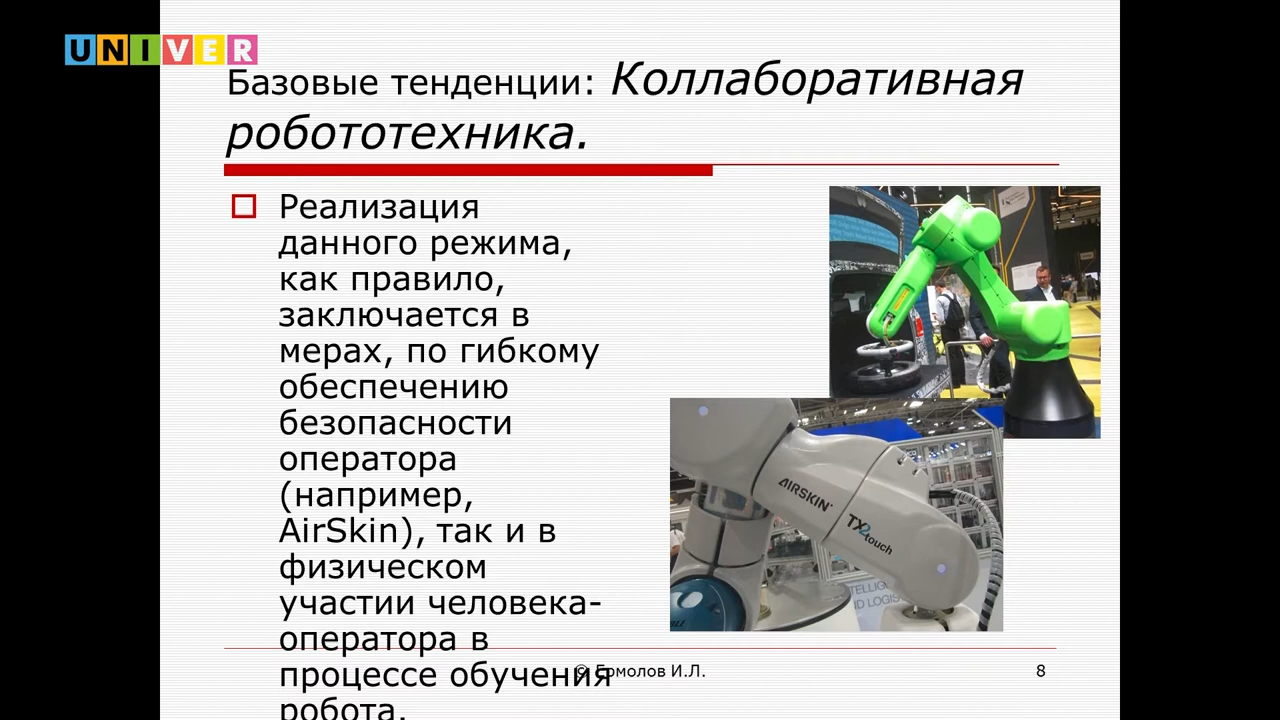 UNIVER
Базовые тенденции: Коллаборативная
робототехника.
Реализация
данного режима,
как правило,
заключается в
мерах, по гибкому
обеспечению
безопасности
оператора
(например,
AirSkin), так и в
физическом
участии человека-
оператора в
процессе обучения
робота.
AIRSKIN
TX2touch
© Ермолов И.Л.
8